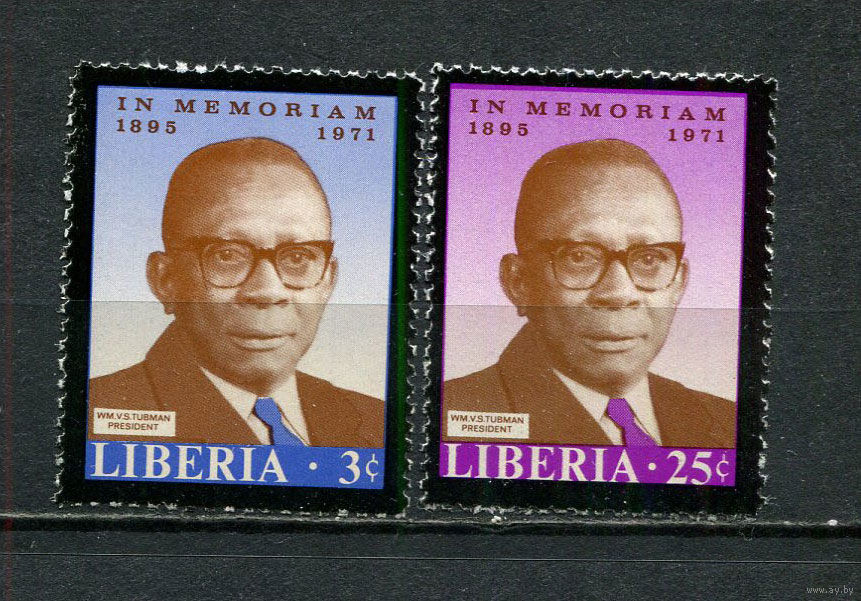 IN MEMORIAM
1895 1971
WM.V.S.TUBMAN
PRESIDENT
LIBERIA · 3¢
IN MEMORIAM
1895 1971
WM.V.S.TUBMAN
PRESIDENT
LIBERIA · 25¢
www.ay.by